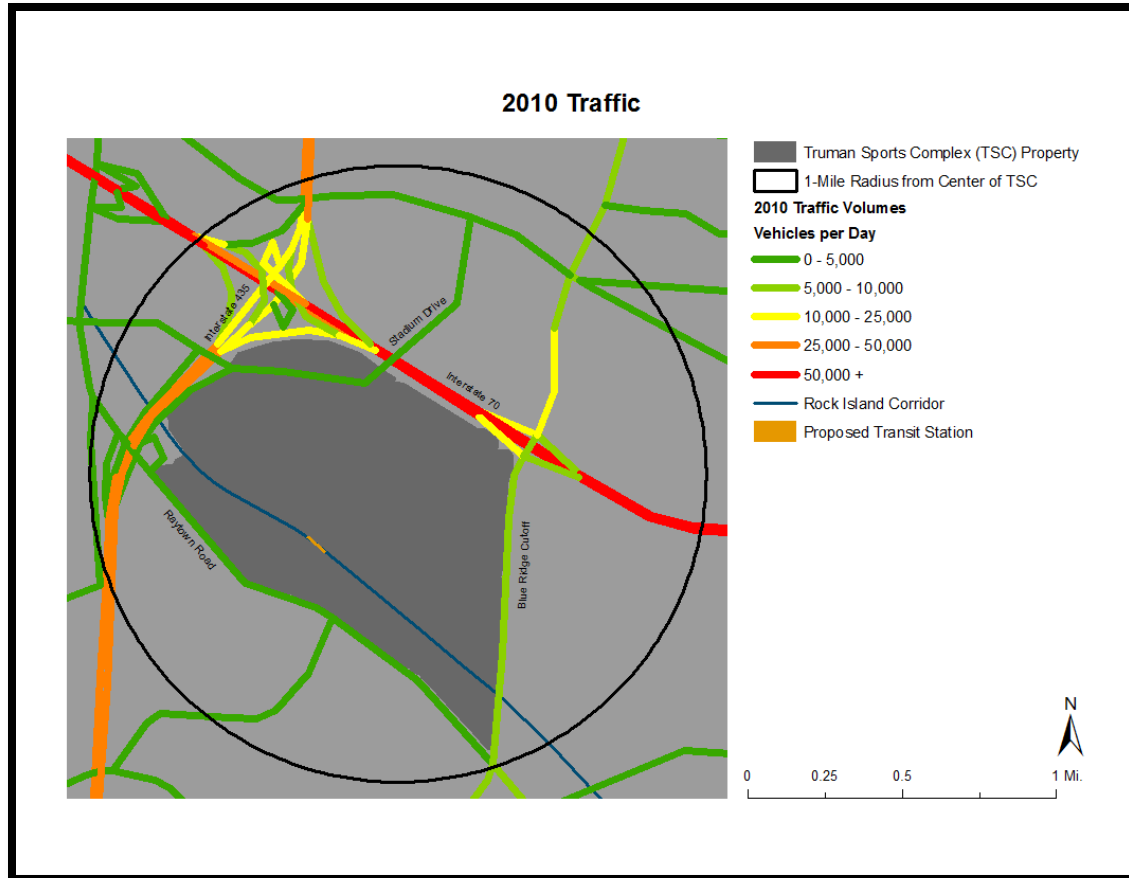 2010 Traffic
Truman Sports Complex (TSC) Property
1-Mile Radius from Center of TSC
2010 Traffic Volumes
Vehicles per Day
0 - 5,000
5,000 - 10,000
10,000 - 25,000
25,000 - 50,000
50,000 +
Rock Island Corridor
Proposed Transit Station
Interstate 435
Stadium Drive
Interstate 70
Raytown Road
Blue Ridge Cutoff
N
0 0.25 0.5 1 Mi.